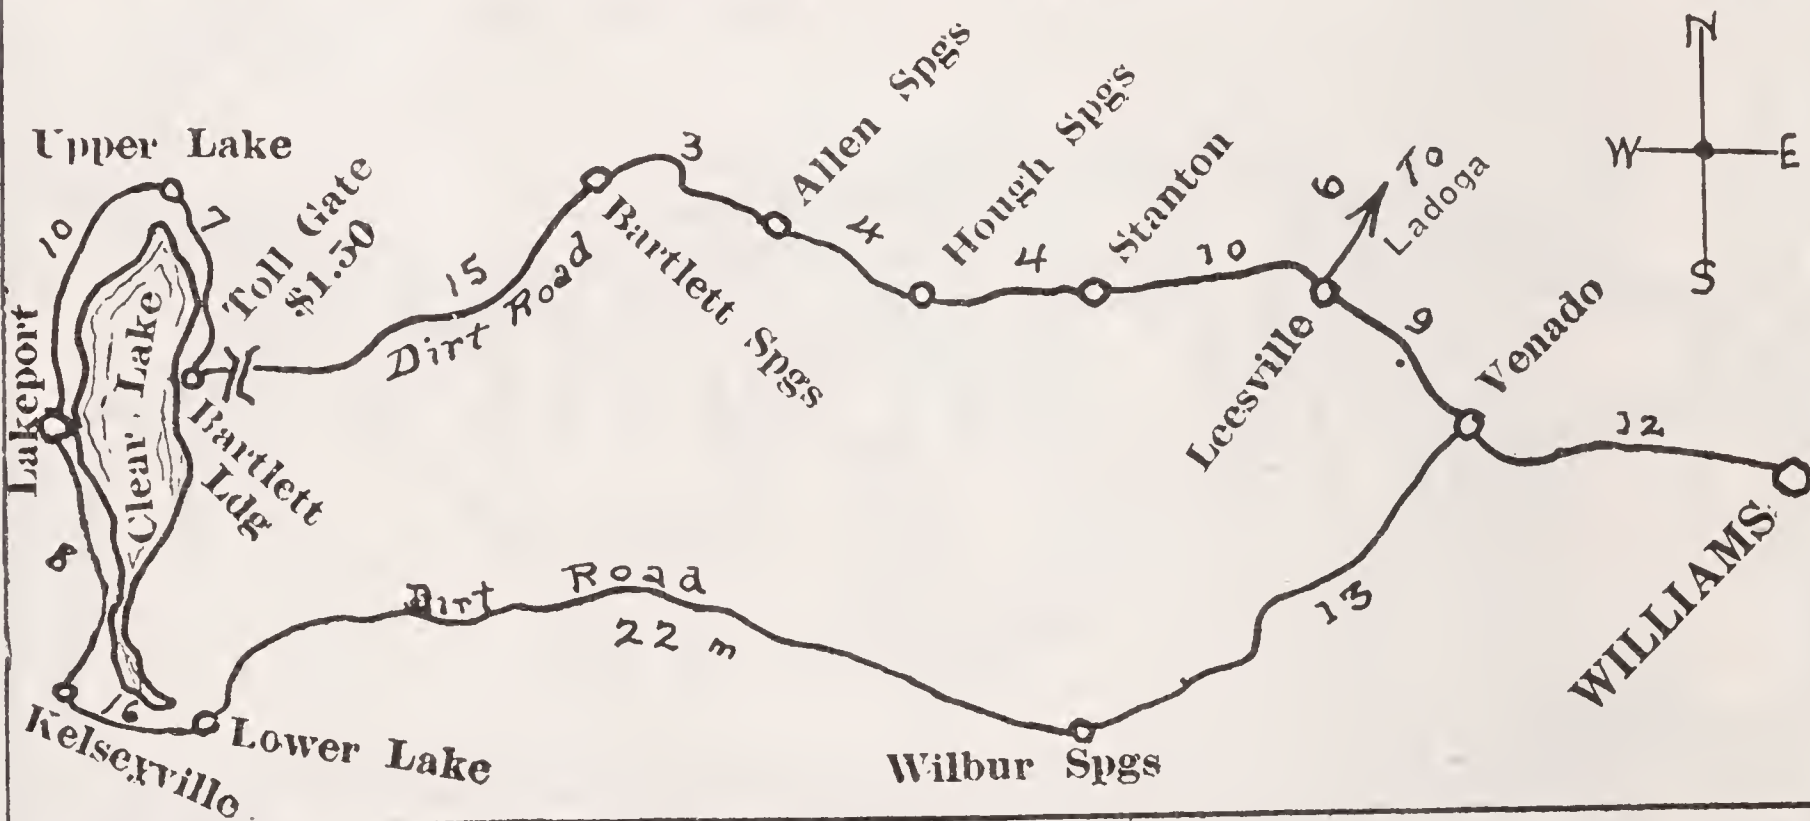 N
W E
S
Upper Lake
10
7
Toll Gate
$1.50
Lakeport
Clear Lake
Bartlett
Ldg
8
16
Kelseyville
Lower Lake
15
Dirt Road
Bartlett Spgs
3
Allen Spgs
4
Hough Spgs
4
Stanton
10
6
To
Ladoga
Leesville
9
Venado
12
WILLIAMS
13
Wilbur Spgs
Dirt Road
22 m